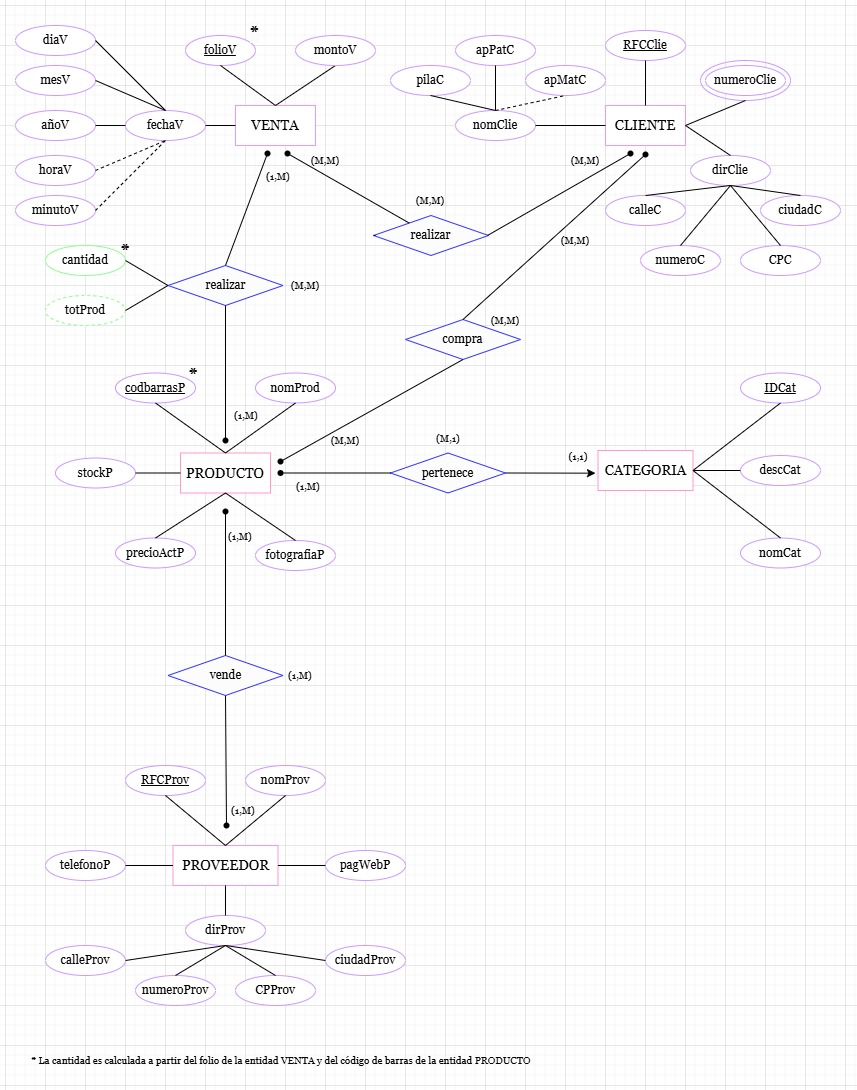 *
diaV
folioV
montoV
apPatC
RFCClie
mesV
pilaC
apMatC
numeroClie
añoV
fechaV
VENTA
nomClie
CLIENTE
(M,M)
(M,M)
horaV
(1,M)
dirClie
minutoV
(M,M)
calleC
ciudadC
realizar
*
(M,M)
cantidad
numeroC
CPC
realizar
(M,M)
totProd
(M,M)
compra
*
codbarrasP
nomProd
IDCat
(1,M)
(M,M)
(M,1)
(1,1)
stockP
PRODUCTO
pertenece
CATEGORIA
descCat
(1,M)
(1,M)
precioActP
fotografiaP
nomCat
vende
(1,M)
RFCProv
nomProv
(1,M)
telefonoP
PROVEEDOR
pagWebP
dirProv
calleProv
ciudadProv
numeroProv
CPProv
* La cantidad es calculada a partir del folio de la entidad VENTA y del código de barras de la entidad PRODUCTO